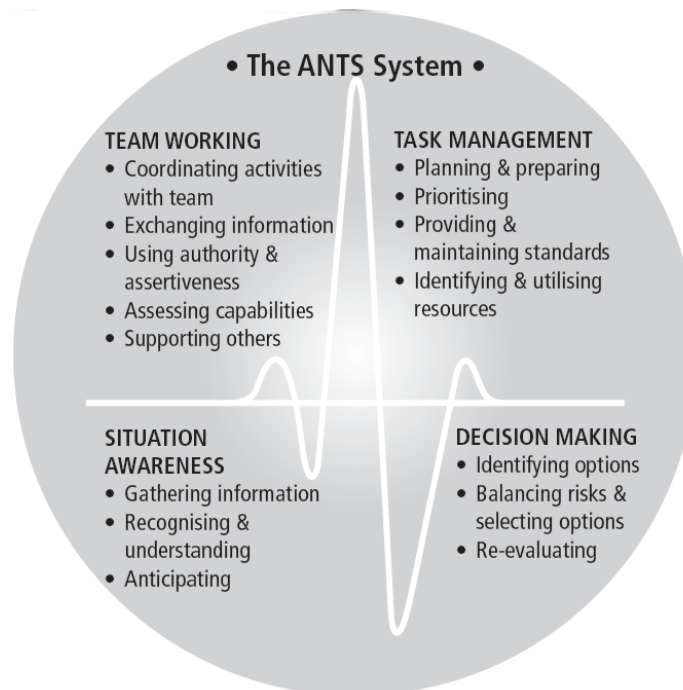 • The ANTS System •
TEAM WORKING
• Coordinating activities
with team
• Exchanging information
• Using authority &
assertiveness
• Assessing capabilities
• Supporting others
TASK MANAGEMENT
• Planning & preparing
• Prioritising
• Providing &
maintaining standards
• Identifying & utilising
resources
SITUATION
AWARENESS
• Gathering information
• Recognising &
understanding
• Anticipating
DECISION MAKING
• Identifying options
• Balancing risks &
selecting options
• Re-evaluating